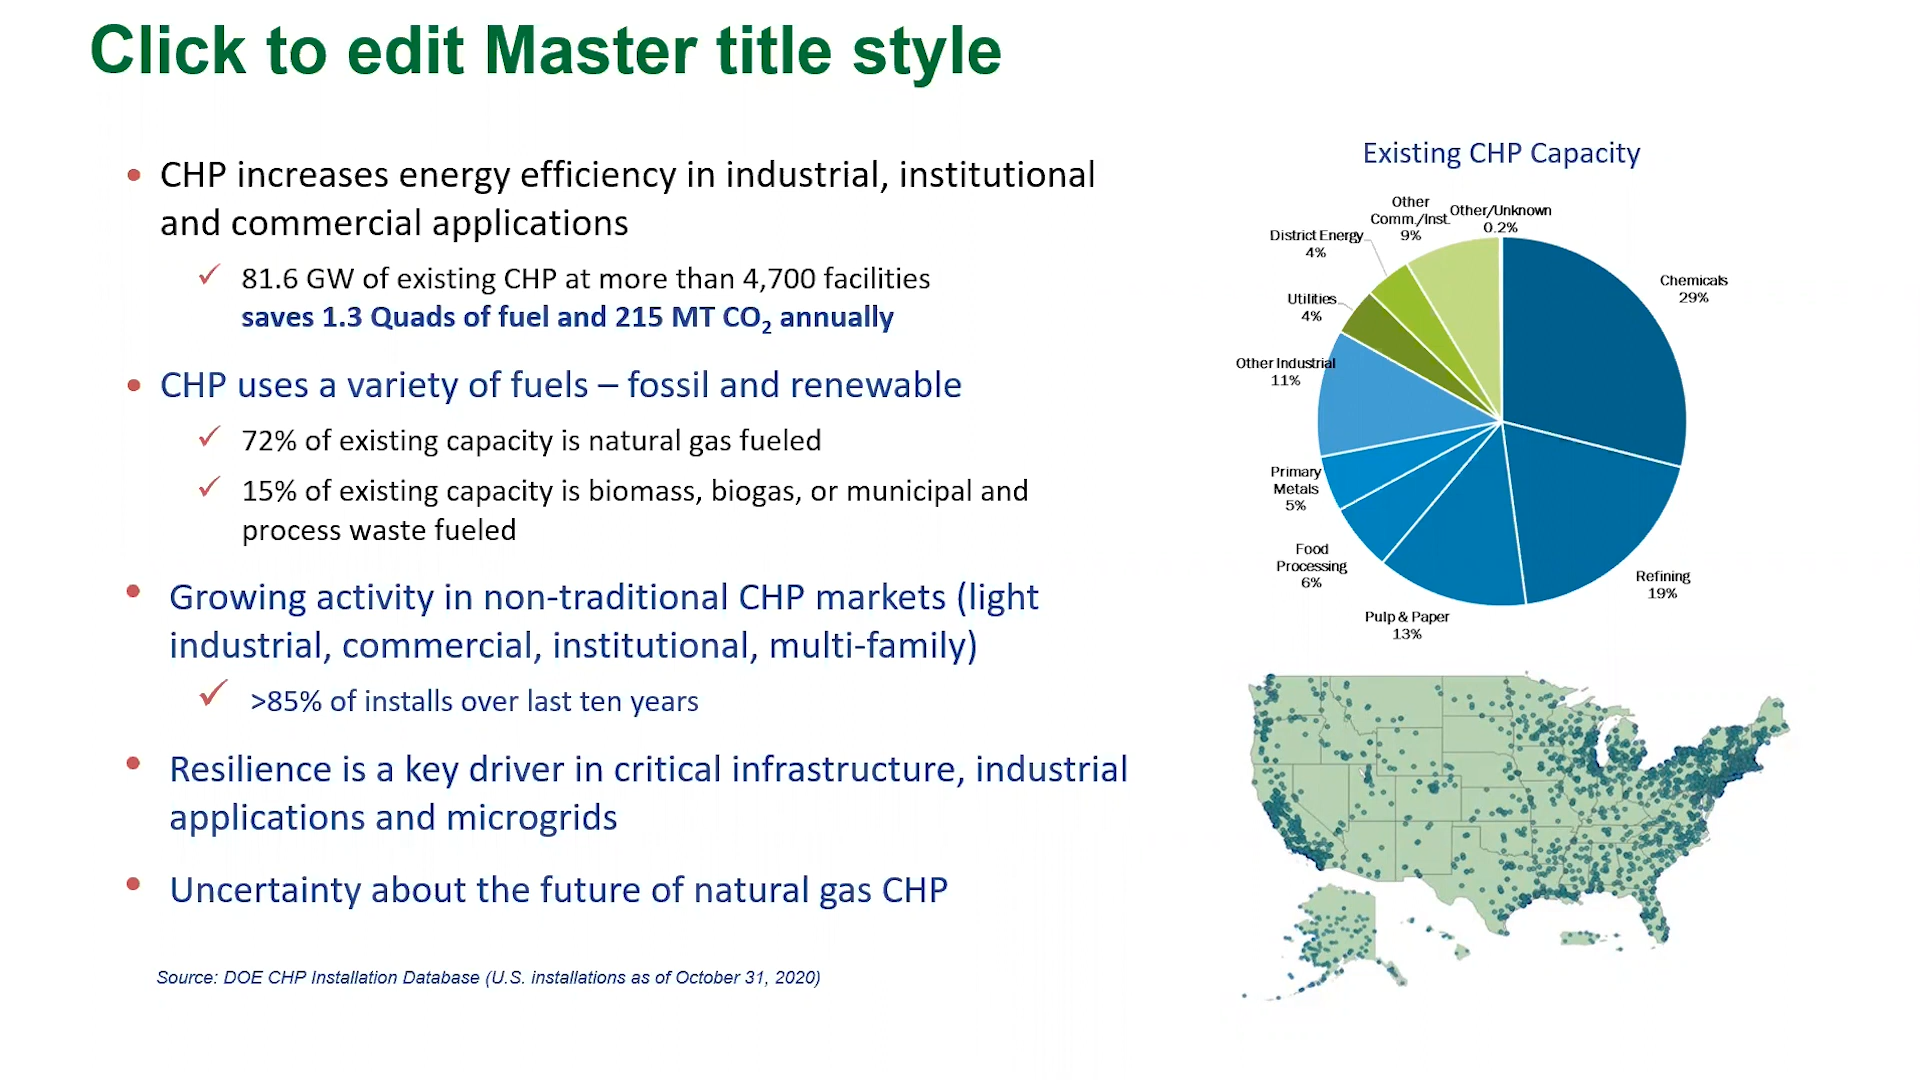 Click to edit Master title style
• CHP increases energy efficiency in industrial, institutional
and commercial applications
✓ 81.6 GW of existing CHP at more than 4,700 facilities
saves 1.3 Quads of fuel and 215 MT CO₂ annually
• CHP uses a variety of fuels – fossil and renewable
✓ 72% of existing capacity is natural gas fueled
✓ 15% of existing capacity is biomass, biogas, or municipal and
process waste fueled
• Growing activity in non-traditional CHP markets (light
industrial, commercial, institutional, multi-family)
✓ >85% of installs over last ten years
• Resilience is a key driver in critical infrastructure, industrial
applications and microgrids
• Uncertainty about the future of natural gas CHP
Source: DOE CHP Installation Database (U.S. installations as of October 31, 2020)
Existing CHP Capacity
Other
Comm./Inst.
9%
Other/Unknown
0.2%
District Energy
4%
Utilities
4%
Other Industrial
11%
Primary
Metals
5%
Food
Processing
6%
Pulp & Paper
13%
Refining
19%
Chemicals
29%